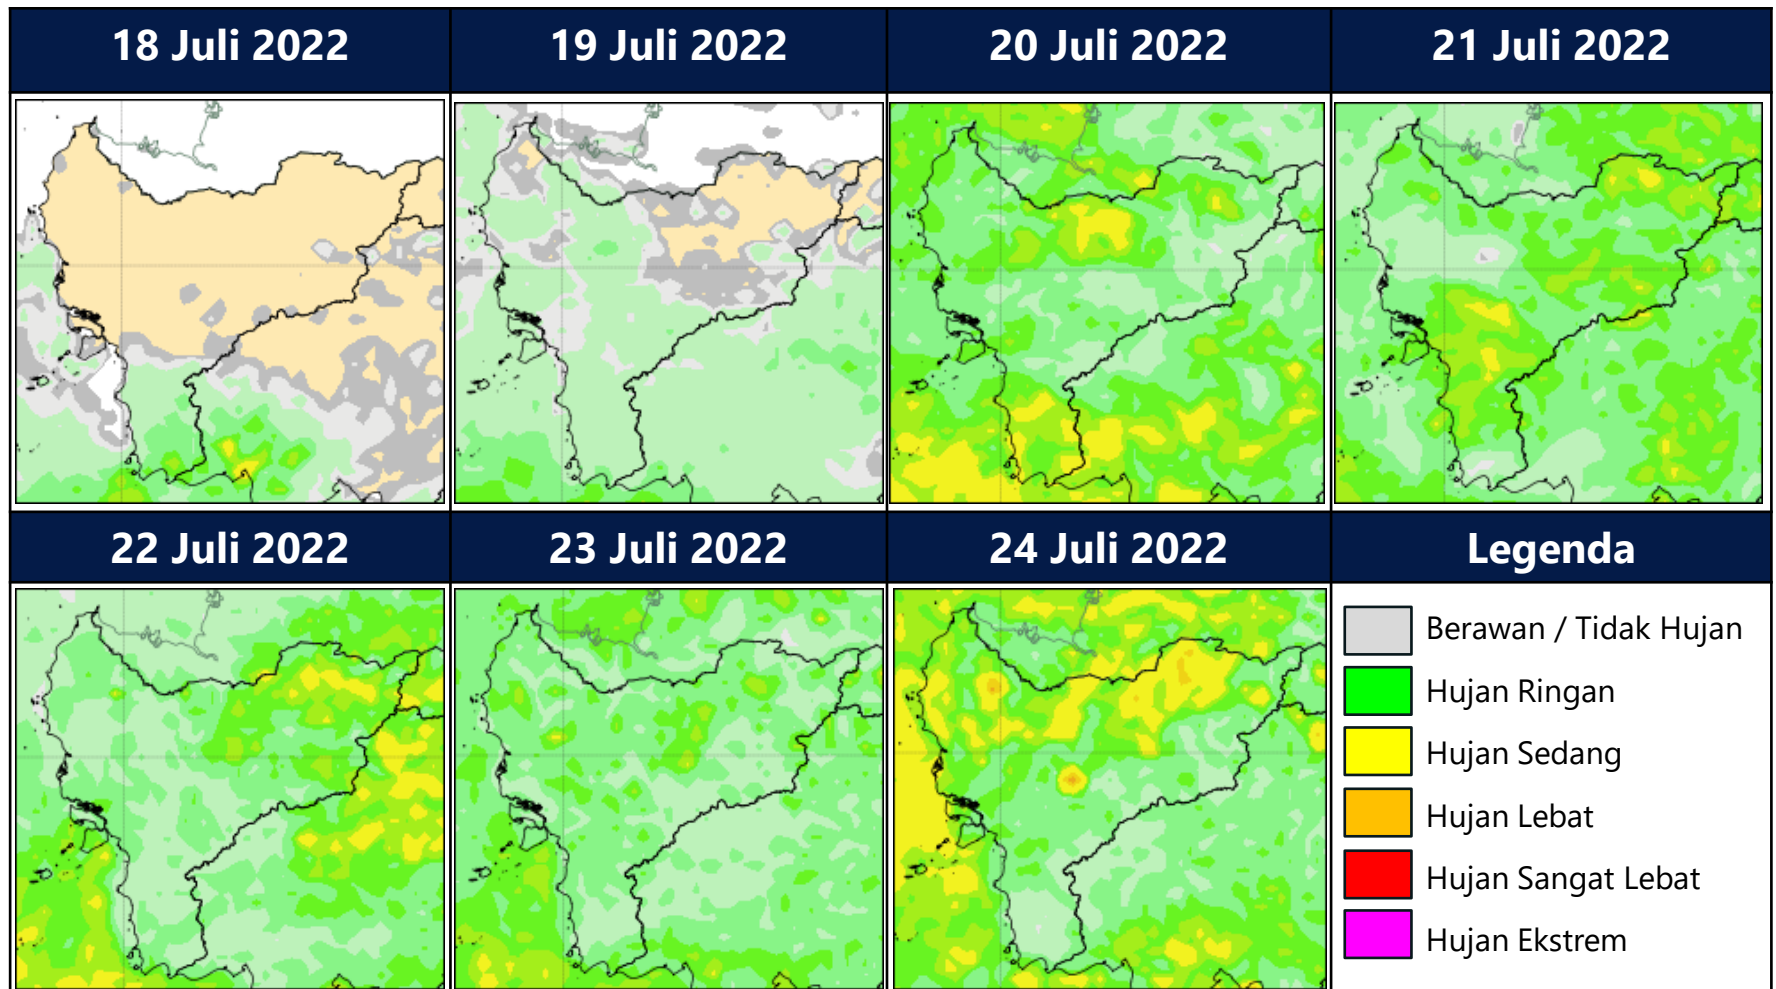 18 Juli 2022
19 Juli 2022
20 Juli 2022
21 Juli 2022
22 Juli 2022
23 Juli 2022
24 Juli 2022
Legenda
Berawan / Tidak Hujan
Hujan Ringan
Hujan Sedang
Hujan Lebat
Hujan Sangat Lebat
Hujan Ekstrem